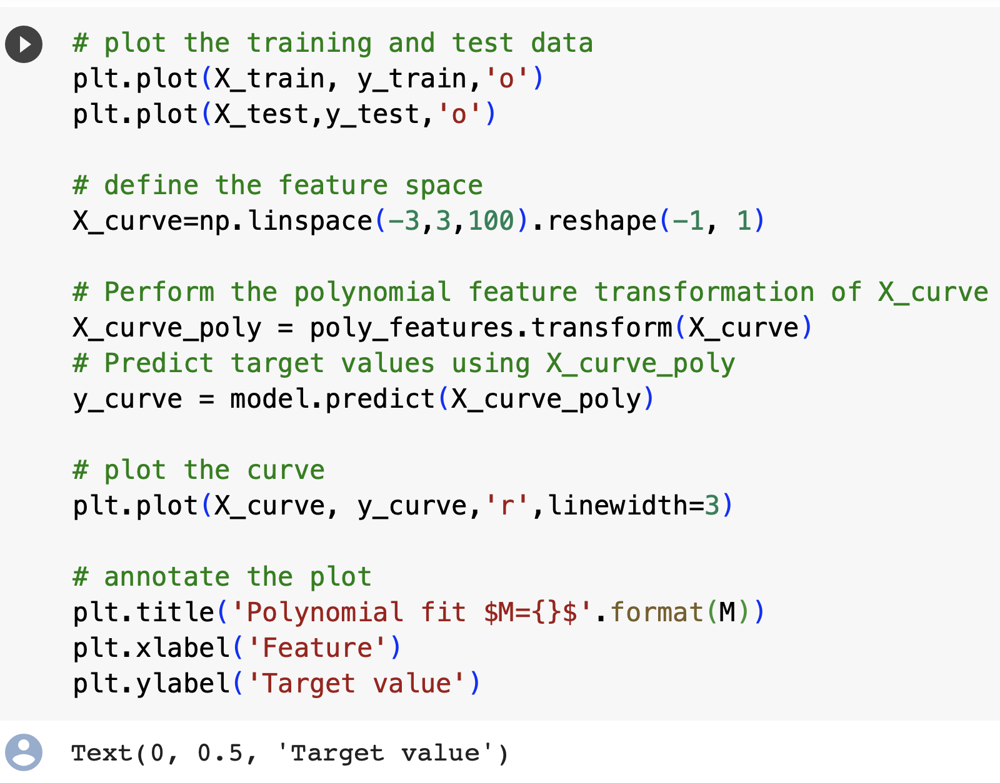 # plot the training and test data
plt.plot(X_train, y_train,'o')
plt.plot(X_test,y_test,'o')
# define the feature space
X_curve=np.linspace(-3,3,100).reshape(-1, 1)
# Perform the polynomial feature transformation of X_curve
X_curve_poly = poly_features.transform(X_curve)
# Predict target values using X_curve_poly
y_curve = model.predict(X_curve_poly)
# plot the curve
plt.plot(X_curve, y_curve,'r',linewidth=3)
# annotate the plot
plt.title('Polynomial fit $M={}$'.format(M))
plt.xlabel('Feature')
plt.ylabel('Target value')
Text(0, 0.5, 'Target value')